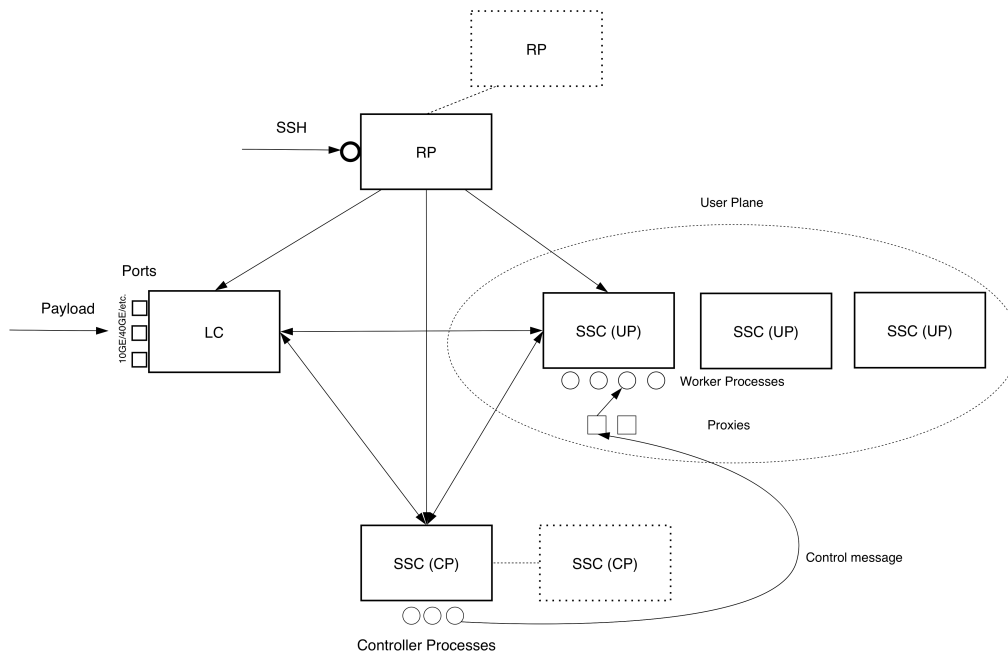 RP
SSH
RP
User Plane
Ports
Payload
10GE/40GE/etc.
LC
SSC (UP)
SSC (UP)
SSC (UP)
Worker Processes
Proxies
SSC (CP)
SSC (CP)
Control message
Controller Processes